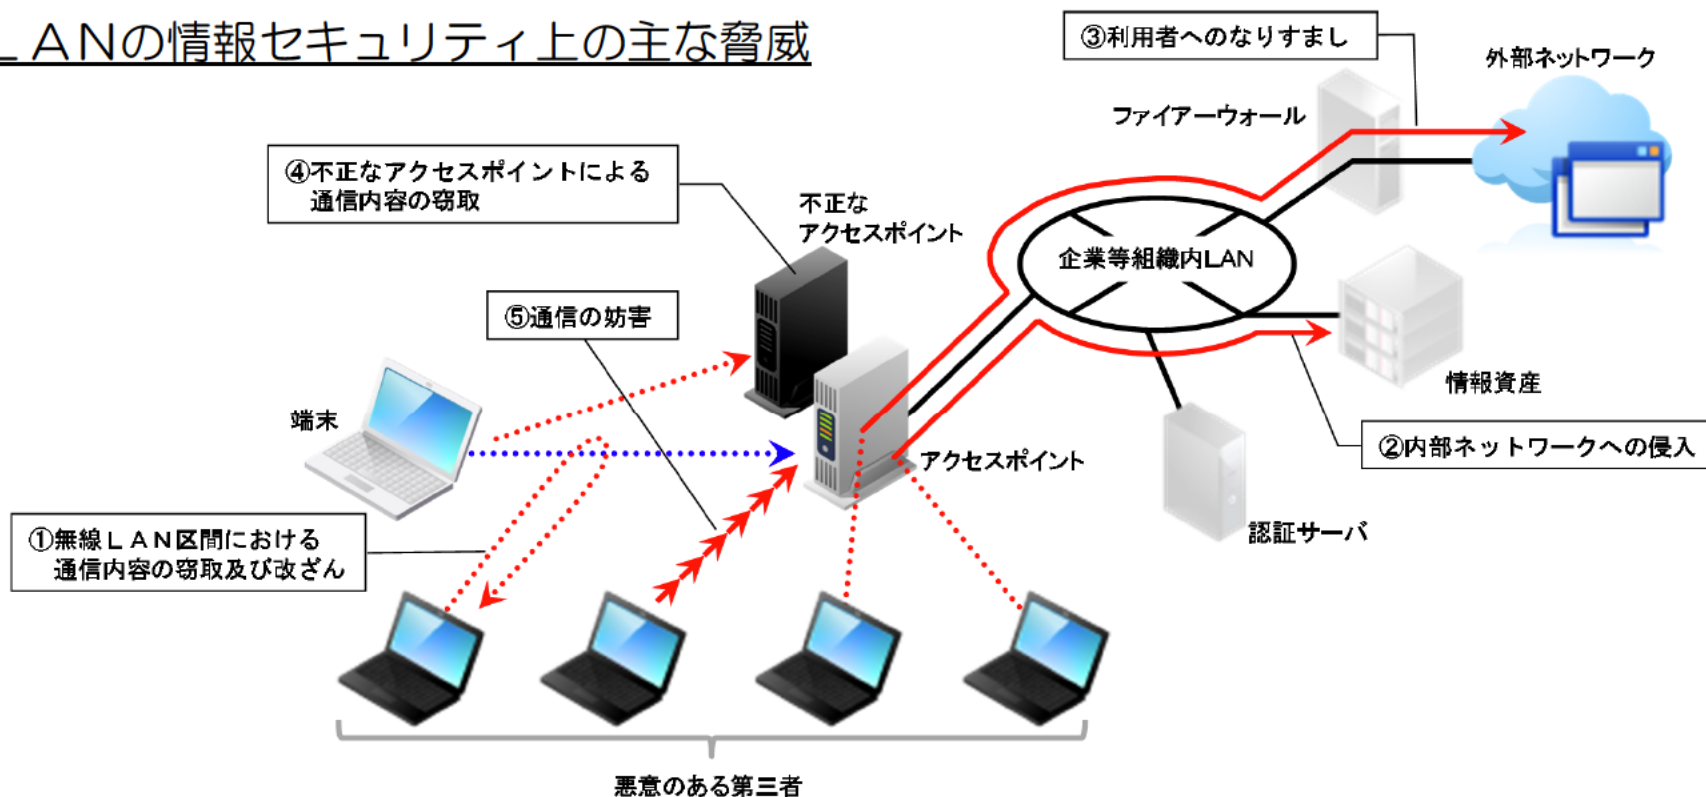 LANの情報セキュリティ上の主な脅威
③利用者へのなりすまし
外部ネットワーク
ファイアーウォール
④不正なアクセスポイントによる
通信内容の窃取
不正な
アクセスポイント
企業等組織内LAN
⑤通信の妨害
端末
情報資産
アクセスポイント
②内部ネットワークへの侵入
認証サーバ
①無線LAN区間における
通信内容の窃取及び改ざん
悪意のある第三者